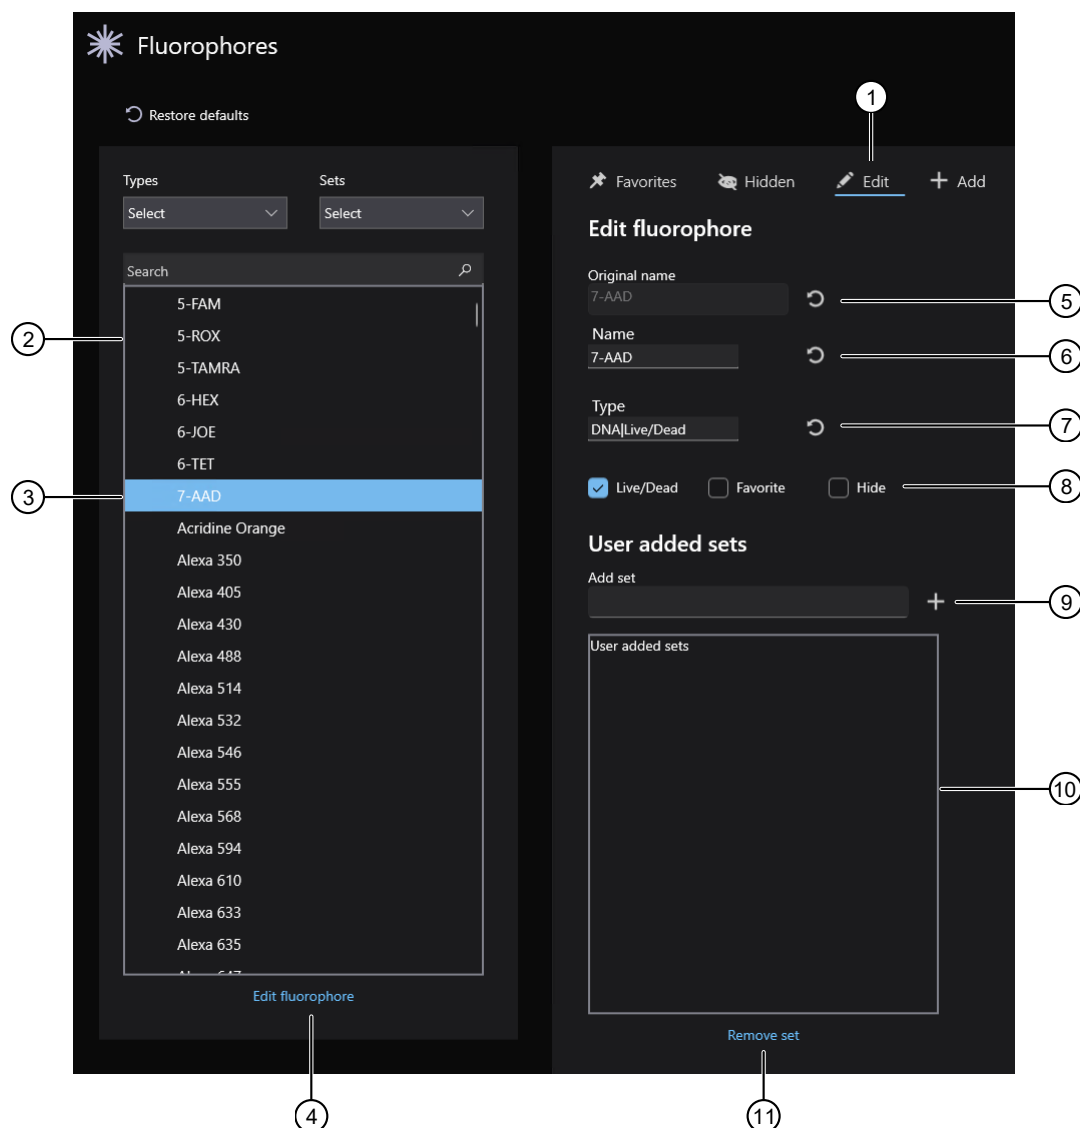 Fluorophores
Restore defaults
1
Types
Sets
Select
Select
Search
5-FAM
5-ROX
5-TAMRA
6-HEX
6-JOE
6-TET
7-AAD
Acridine Orange
Alexa 350
Alexa 405
Alexa 430
Alexa 488
Alexa 514
Alexa 532
Alexa 546
Alexa 555
Alexa 568
Alexa 594
Alexa 610
Alexa 633
Alexa 635
Edit fluorophore
2
3
4
Favorites
Hidden
Edit
Add
Edit fluorophore
Original name
7-AAD
5
Name
7-AAD
6
Type
DNA|Live/Dead
7
Live/Dead
Favorite
Hide
8
User added sets
Add set
9
User added sets
10
Remove set
11